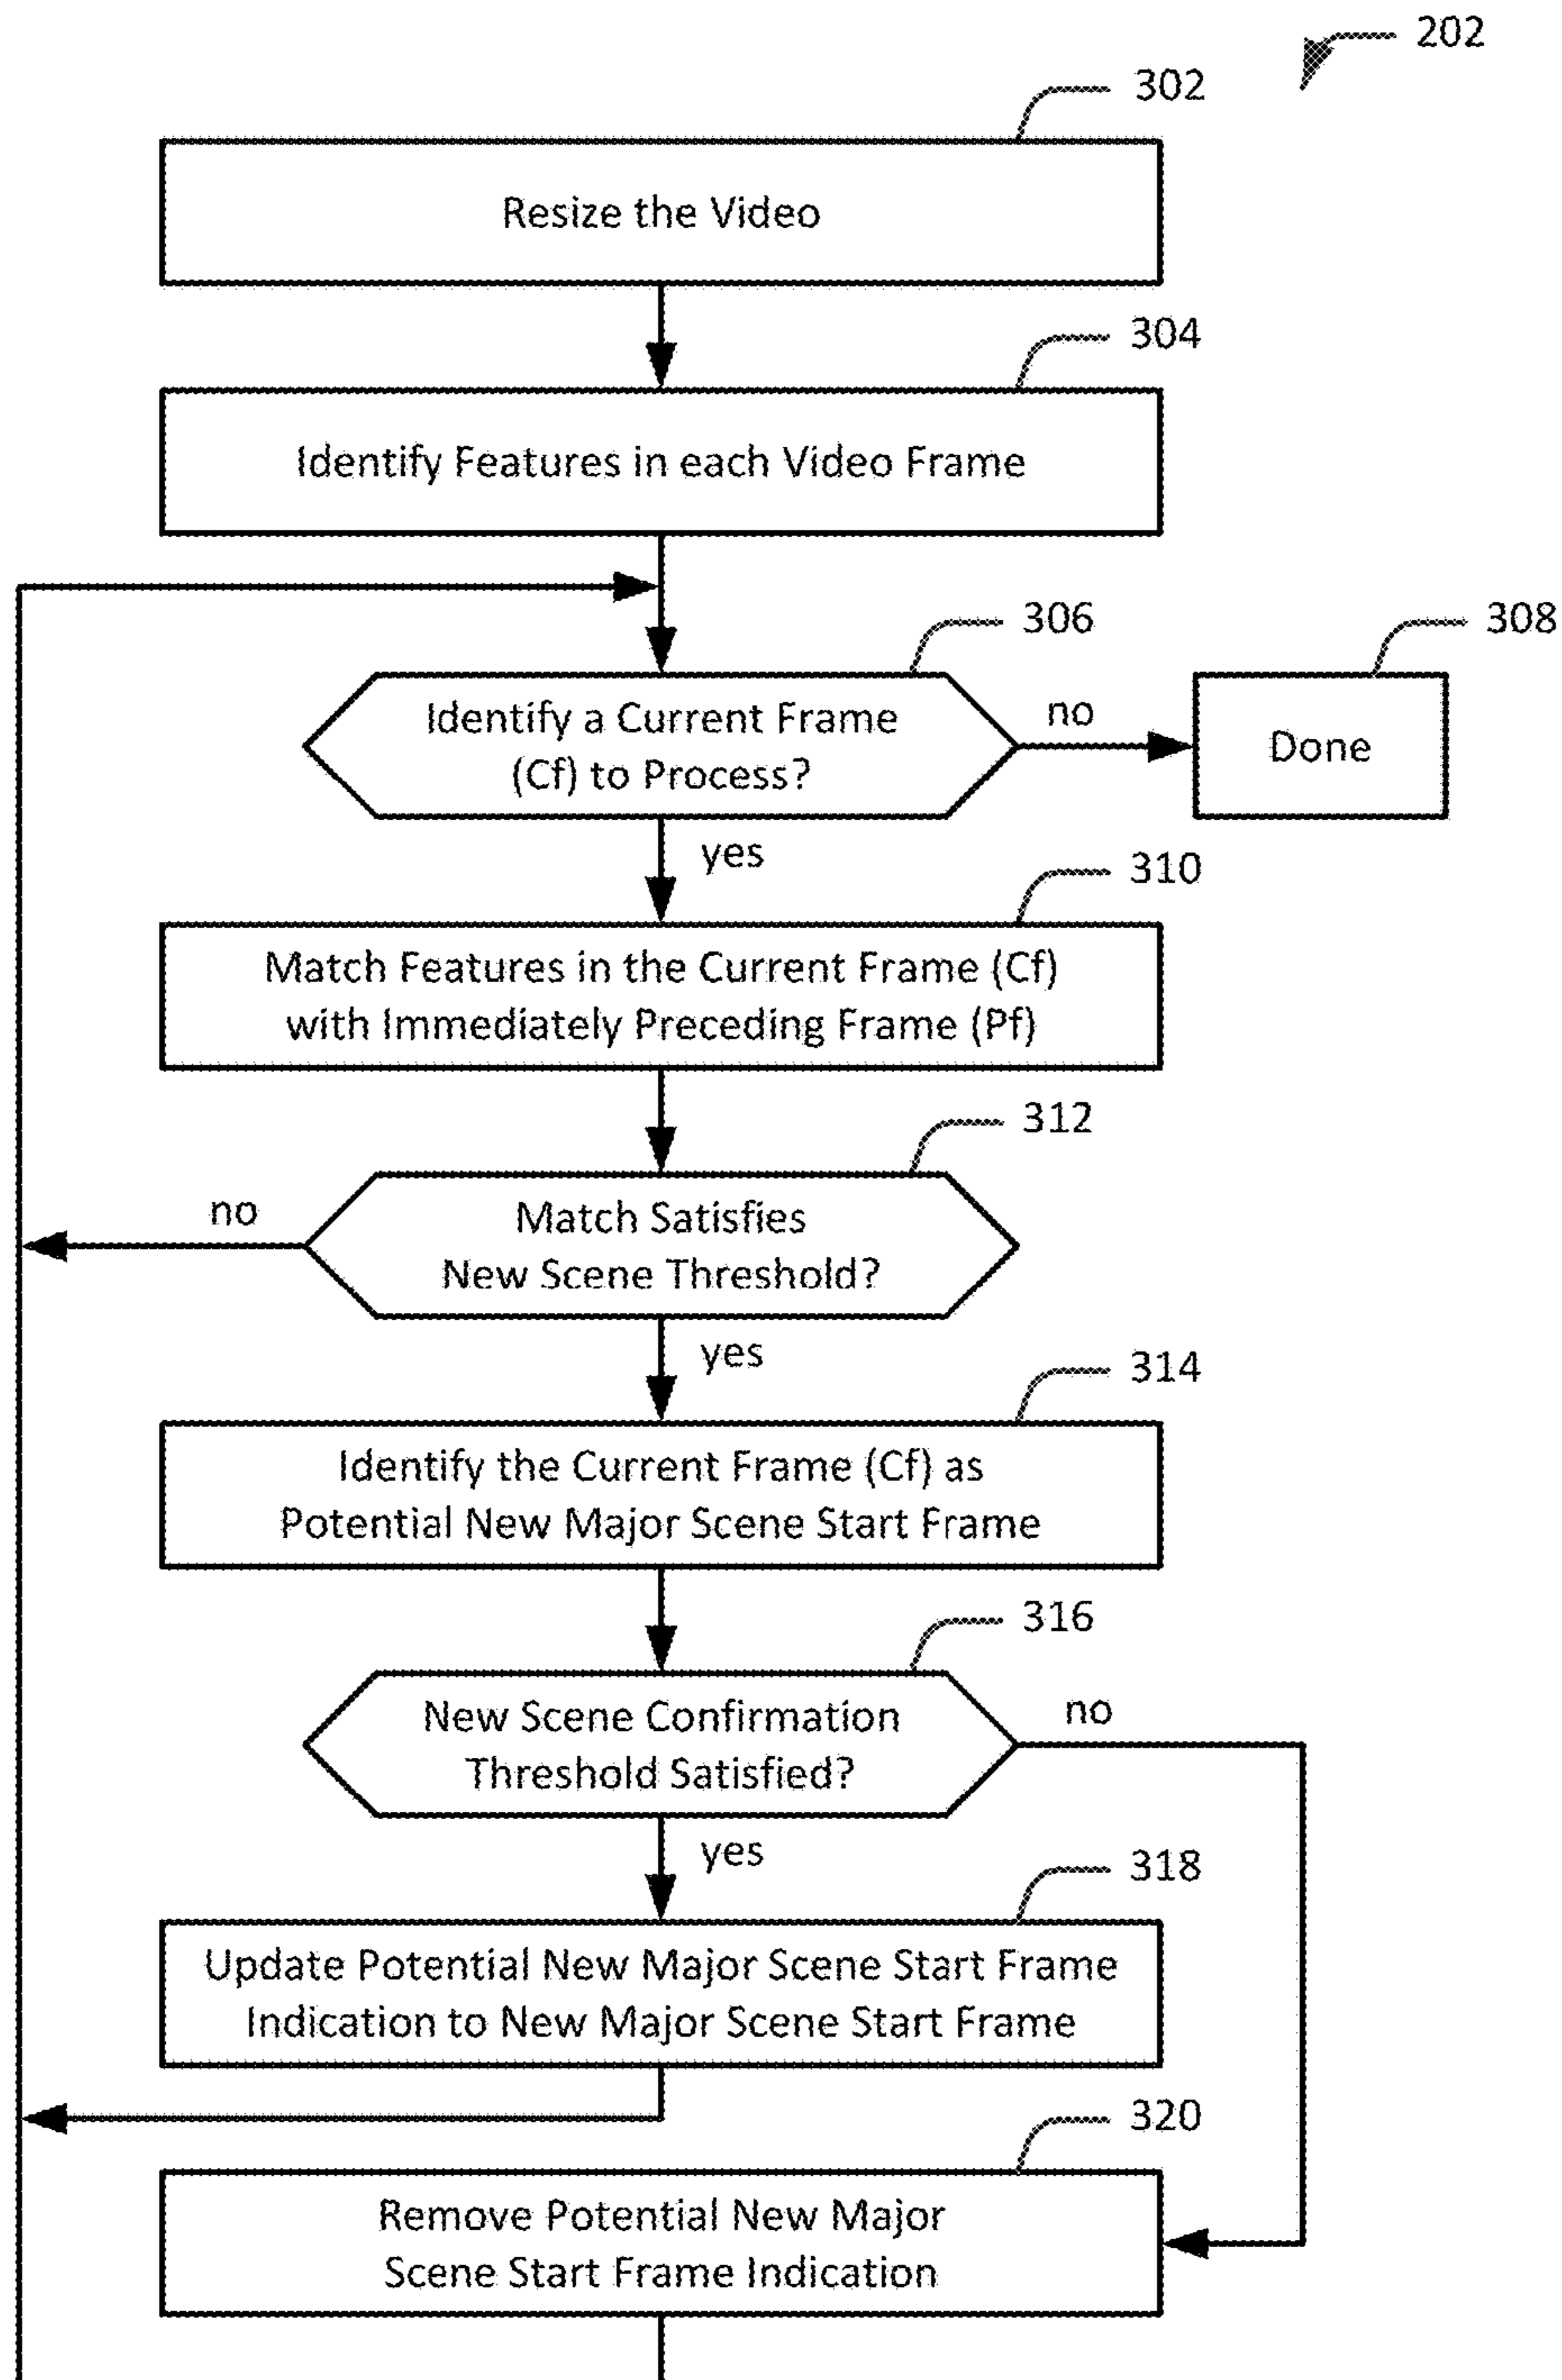 202
302
Resize the Video
304
Identify Features in each Video Frame
306
308
Identify a Current Frame
(Cf) to Process?
no
Done
yes
310
Match Features in the Current Frame (Cf)
with Immediately Preceding Frame (Pf)
312
no
Match Satisfies
New Scene Threshold?
yes
314
Identify the Current Frame (Cf) as
Potential New Major Scene Start Frame
316
New Scene Confirmation
Threshold Satisfied?
no
yes
318
Update Potential New Major Scene Start Frame
Indication to New Major Scene Start Frame
320
Remove Potential New Major
Scene Start Frame Indication